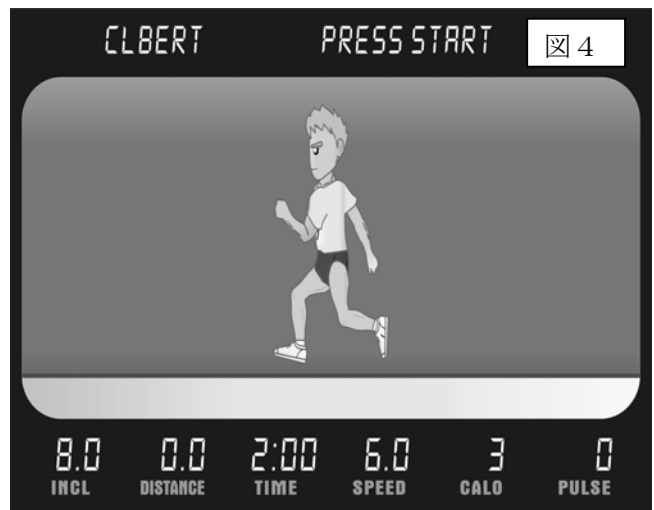 CLBERT PRESS START 図4
8.0 0.0 2:00 6.0 3 0
INCL DISTANCE TIME SPEED CALO PULSE